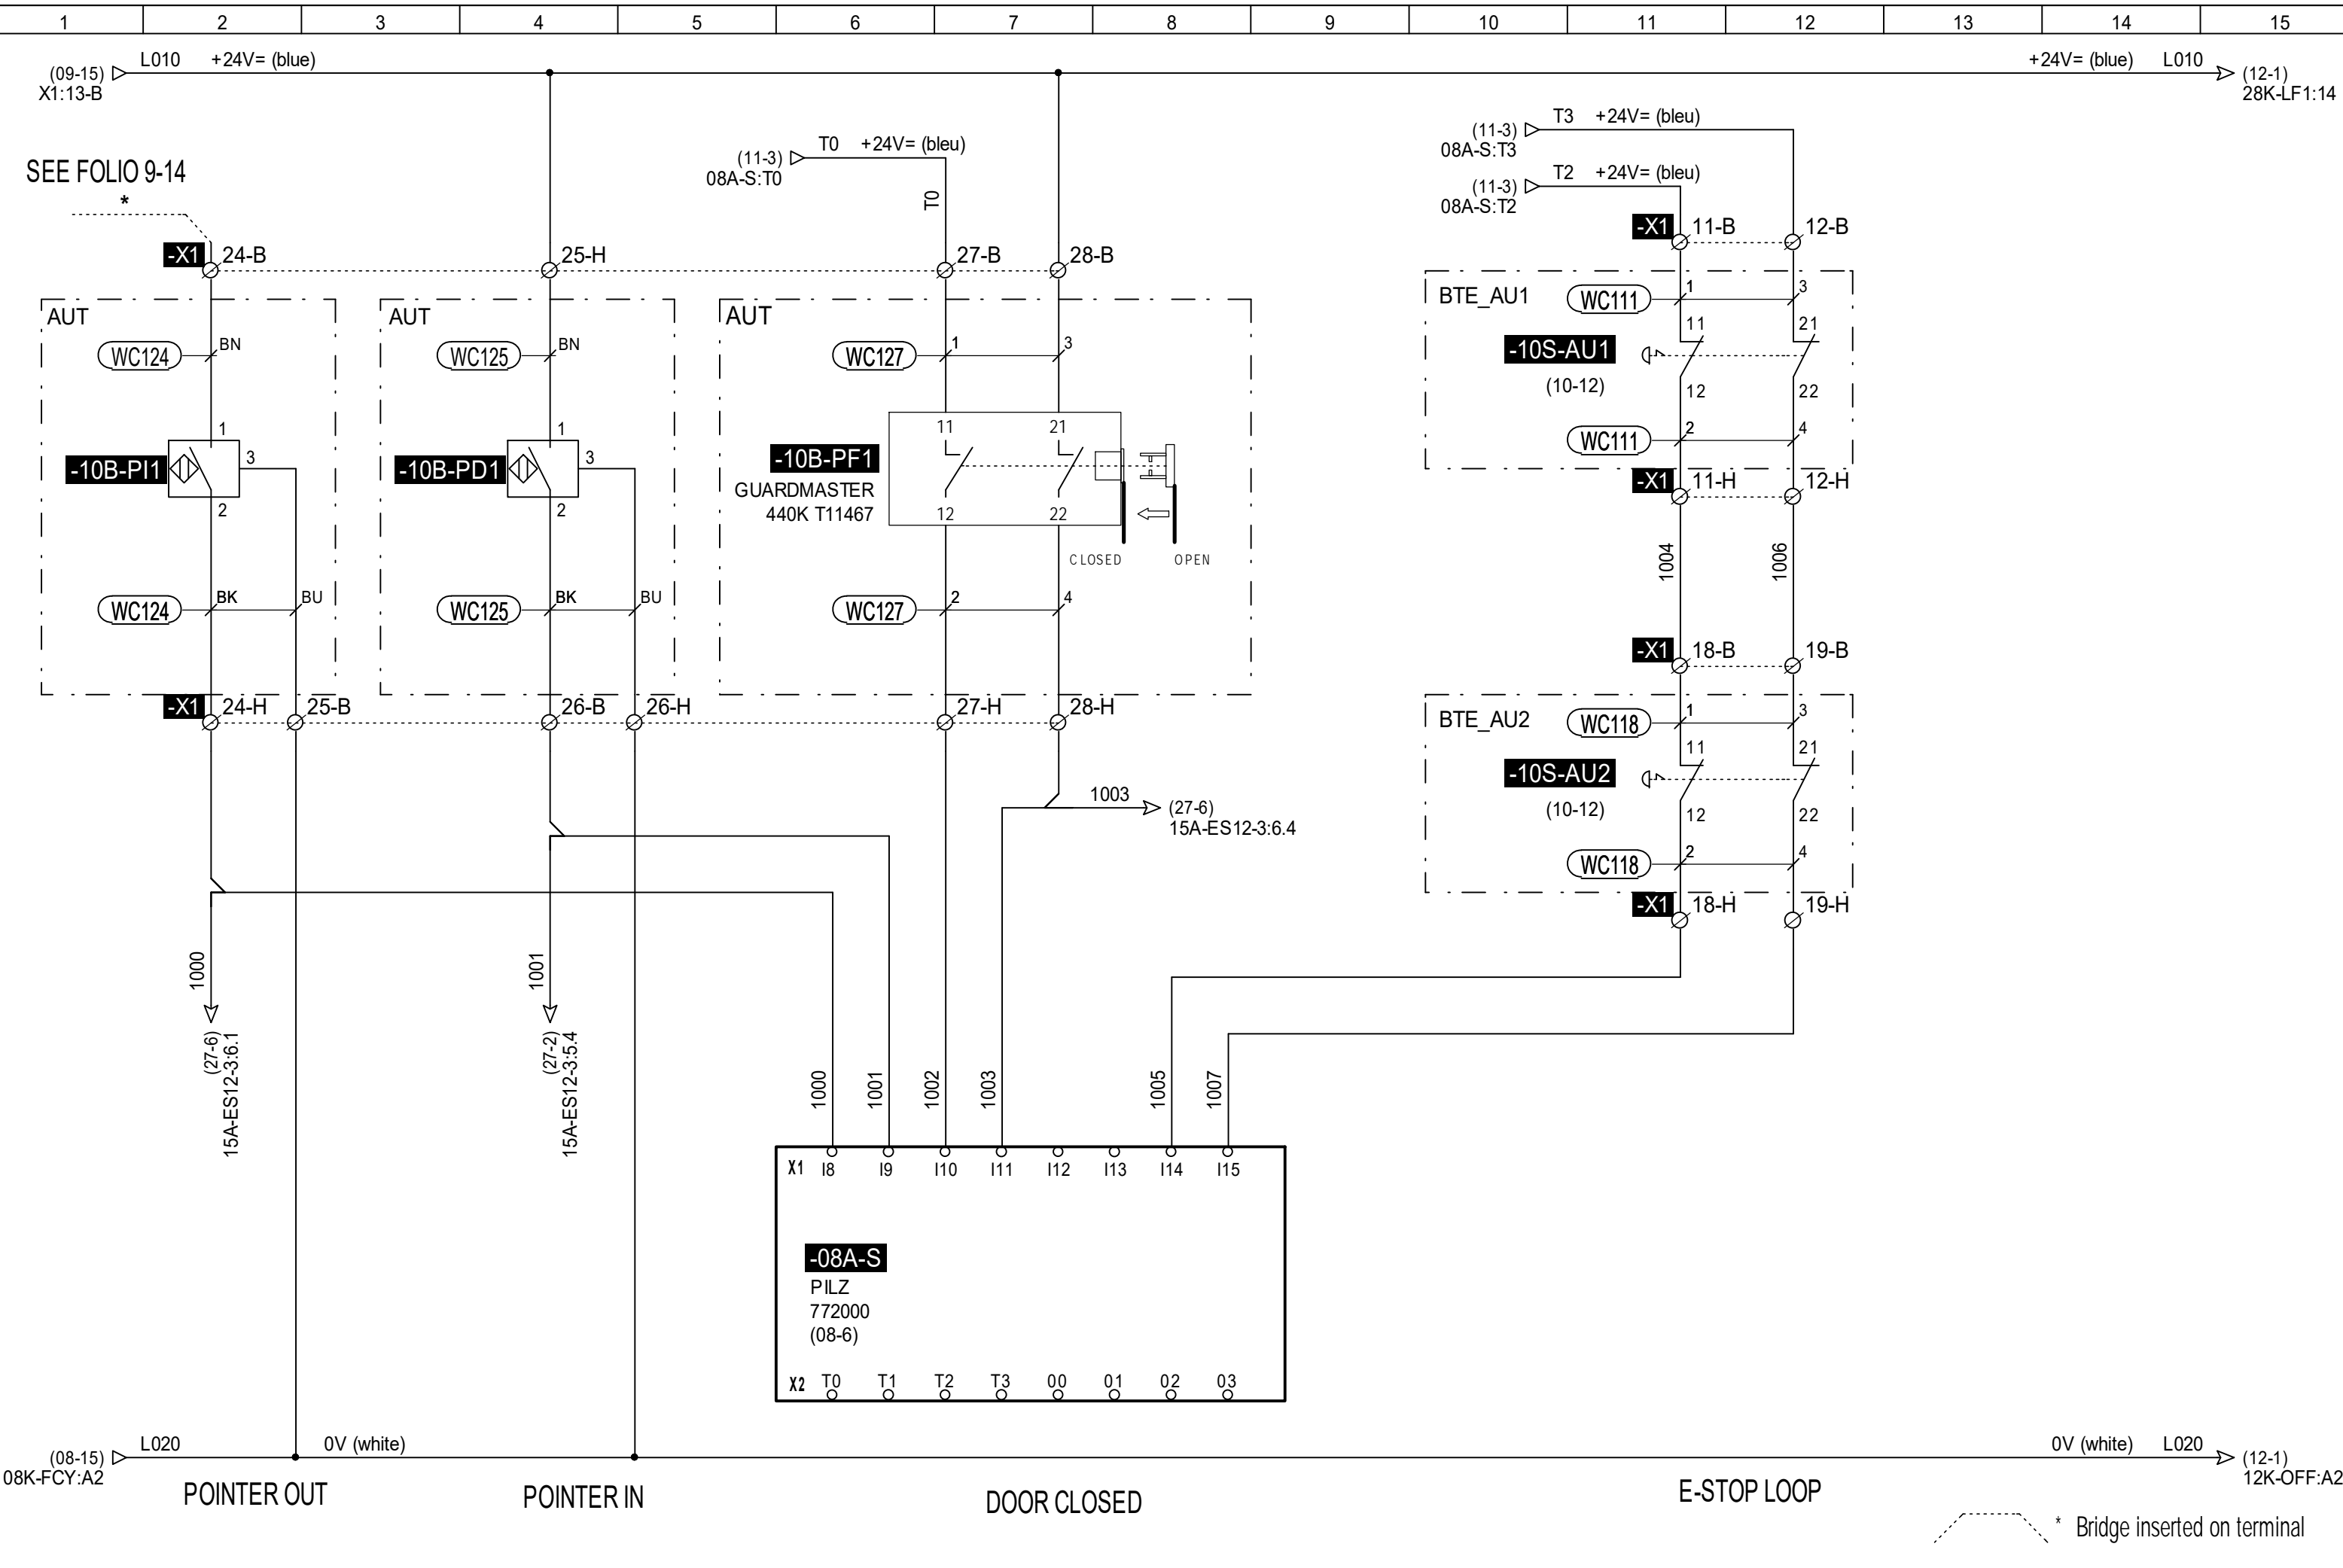 1 2 3 4 5 6 7 8 9 10 11 12 13 14 15
L010 +24V= (blue)
(09-15)
X1:13-B
+24V= (blue) L010
(12-1)
28K-LF1:14
T3 +24V= (bleu)
(11-3)
08A-S:T3
T0 +24V= (bleu)
(11-3)
08A-S:T0
T0
T2 +24V= (bleu)
(11-3)
08A-S:T2
SEE FOLIO 9-14
*
-X1 24-B 25-H 27-B 28-B
-X1 11-B 12-B
AUT
WC124 BN
-10B-PI1
1
3
2
WC124 BK BU
AUT
WC125 BN
-10B-PD1
1
3
2
WC125 BK BU
AUT
WC127 1 3
-10B-PF1
GUARDMASTER
440K T11467
11 21
12 22
CLOSED OPEN
WC127 2 4
BTE_AU1
WC111 1 3
11 21
-10S-AU1
(10-12)
12 22
WC111 2 4
-X1 11-H 12-H
1004 1006
-X1 18-B 19-B
-X1 24-H 25-B 26-B 26-H 27-H 28-H
BTE_AU2
WC118 1 3
11 21
-10S-AU2
(10-12)
12 22
WC118 2 4
-X1 18-H 19-H
1003
(27-6)
15A-ES12-3:6.4
1000
(27-6)
15A-ES12-3:6.1
1001
(27-2)
15A-ES12-3:5.4
1000 1001 1002 1003 1005 1007
X1 I8 I9 I10 I11 I12 I13 I14 I15
-08A-S
PILZ
772000
(08-6)
X2 T0 T1 T2 T3 00 01 02 03
L020 0V (white)
(08-15)
08K-FCY:A2
0V (white) L020
(12-1)
12K-OFF:A2
POINTER OUT
POINTER IN
DOOR CLOSED
E-STOP LOOP
* Bridge inserted on terminal